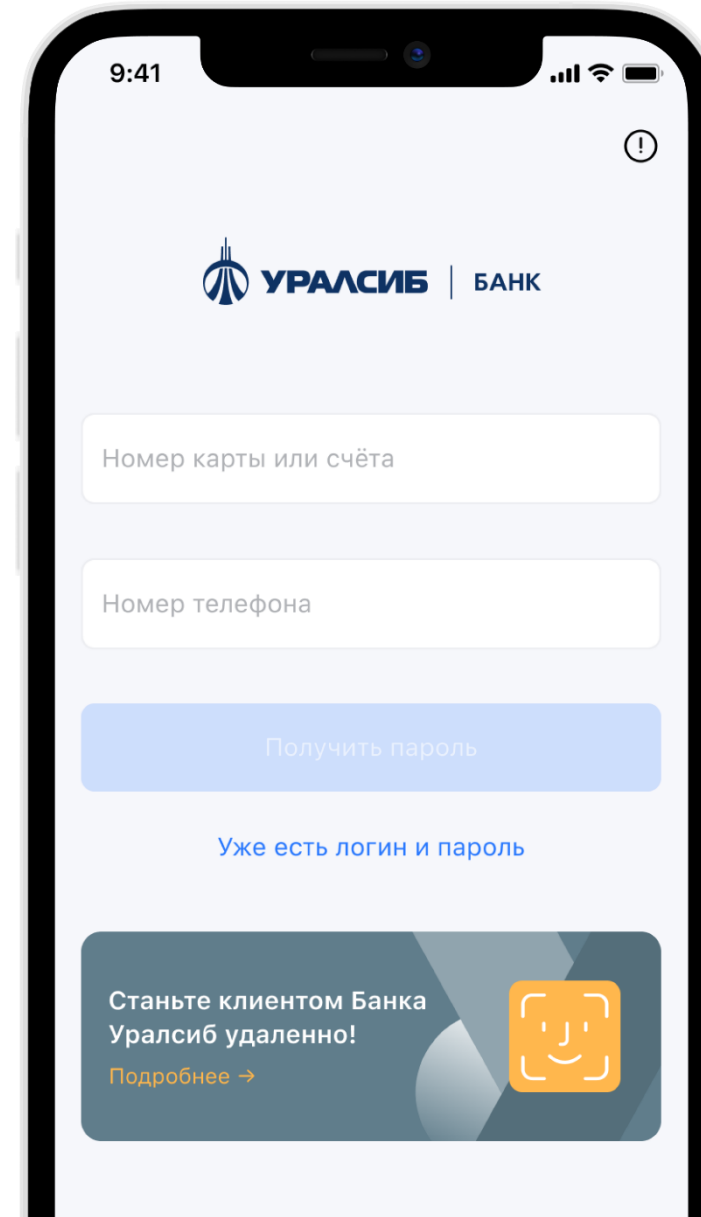 9:41
УРАЛСИБ | БАНК
Номер карты или счёта
Номер телефона
Получить пароль
Уже есть логин и пароль
Станьте клиентом Банка
Уралсиб удаленно!
Подробнее →